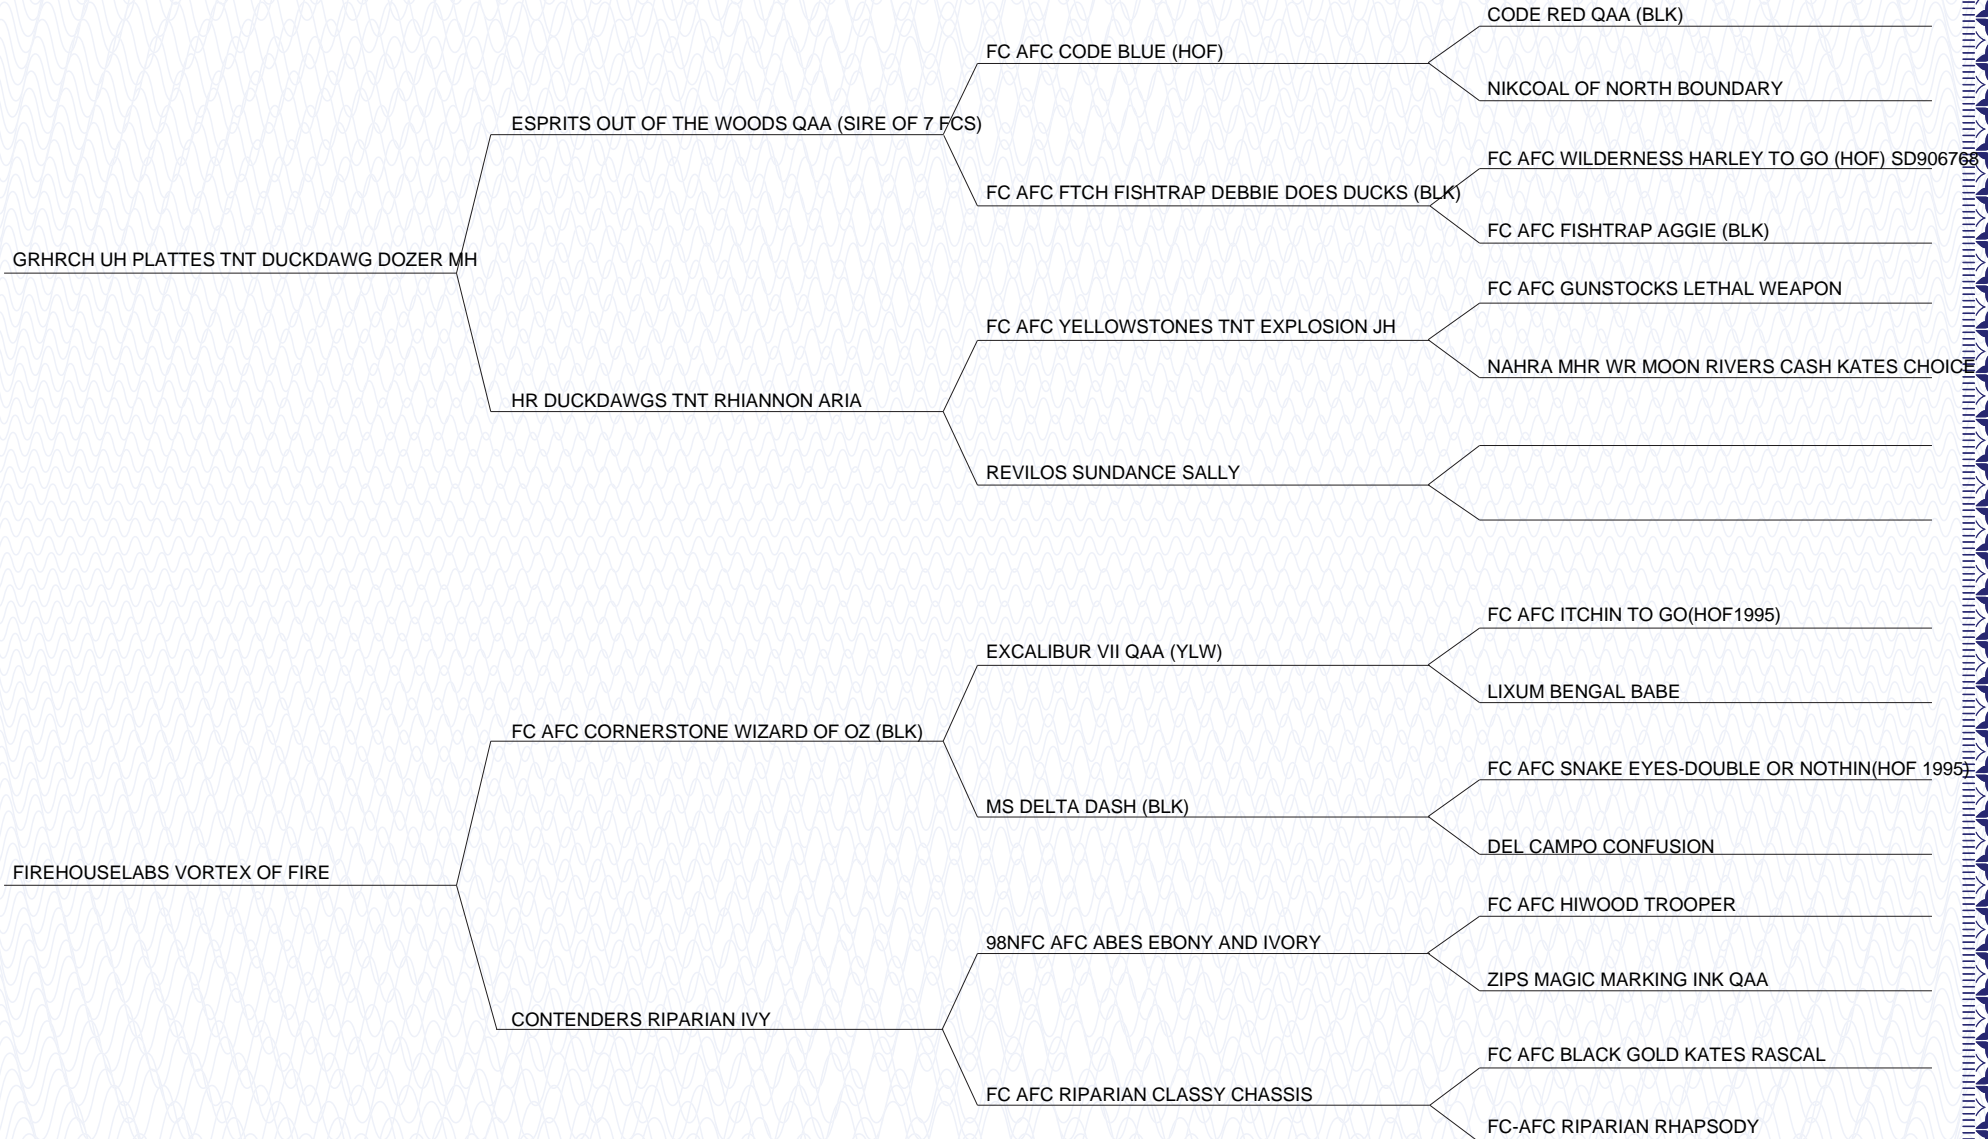 CODE RED QAA (BLK)
FC AFC CODE BLUE (HOF)
NIKCOAL OF NORTH BOUNDARY
ESPRITS OUT OF THE WOODS QAA (SIRE OF 7 FCS)
FC AFC WILDERNESS HARLEY TO GO (HOF) SD906768
FC AFC FTCH FISHTRAP DEBBIE DOES DUCKS (BLK)
FC AFC FISHTRAP AGGIE (BLK)
GRHRCH UH PLATTES TNT DUCKDAWG DOZER MH
FC AFC GUNSTOCKS LETHAL WEAPON
FC AFC YELLOWSTONES TNT EXPLOSION JH
NAHRA MHR WR MOON RIVERS CASH KATES CHOICE
HR DUCKDAWGS TNT RHIANNON ARIA
REVILOS SUNDANCE SALLY
FC AFC ITCHIN TO GO(HOF1995)
EXCALIBUR VII QAA (YLW)
LIXUM BENGAL BABE
FC AFC CORNERSTONE WIZARD OF OZ (BLK)
FC AFC SNAKE EYES-DOUBLE OR NOTHIN(HOF 1995)
MS DELTA DASH (BLK)
DEL CAMPO CONFUSION
FIREHOUSELABS VORTEX OF FIRE
FC AFC HIWOOD TROOPER
98NFC AFC ABES EBONY AND IVORY
ZIPS MAGIC MARKING INK QAA
CONTENDERS RIPARIAN IVY
FC AFC BLACK GOLD KATES RASCAL
FC AFC RIPARIAN CLASSY CHASSIS
FC-AFC RIPARIAN RHAPSODY